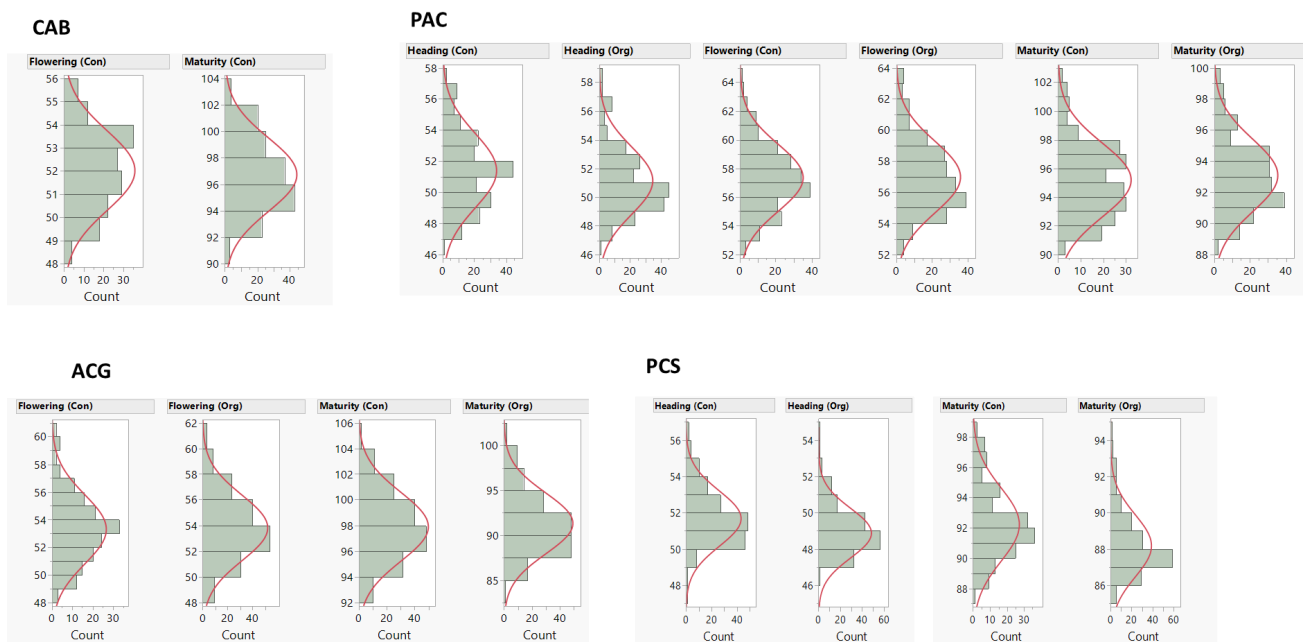 CAB
Flowering (Con)
56
55
54
53
52
51
50
49
48
0 10 20 30
Count
Maturity (Con)
104
102
100
98
96
94
92
90
0 20 40
Count
PAC
Heading (Con)
58
56
54
52
50
48
46
0 20 40
Count
Heading (Org)
58
56
54
52
50
48
46
0 20 40
Count
Flowering (Con)
64
62
60
58
56
54
52
0 20 40
Count
Flowering (Org)
64
62
60
58
56
54
52
0 20 40
Count
Maturity (Con)
102
100
98
96
94
92
90
0 10 20 30
Count
Maturity (Org)
100
98
96
94
92
90
88
0 20 40
Count
ACG
Flowering (Con)
60
58
56
54
52
50
48
0 10 20 30
Count
Flowering (Org)
62
60
58
56
54
52
50
48
0 20 40
Count
Maturity (Con)
106
104
102
100
98
96
94
92
0 20 40
Count
Maturity (Org)
100
95
90
85
0 20 40
Count
PCS
Heading (Con)
56
54
52
50
48
0 20 40
Count
Heading (Org)
54
52
50
48
46
0 20 40 60
Count
Maturity (Con)
98
96
94
92
90
88
0 10 20 30
Count
Maturity (Org)
94
92
90
88
86
0 20 40 60
Count